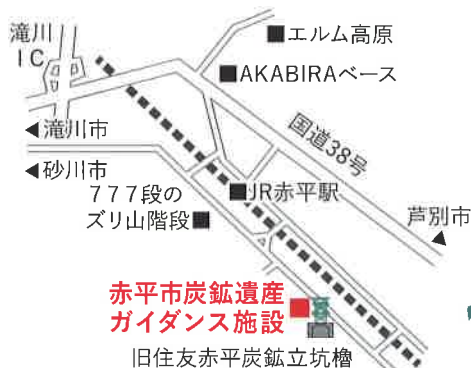 滝川
IC
■エルム高原
■AKABIRAベース
国道38号
◀滝川市
◀砂川市
777段の
ズリ山階段■
■JR赤平駅
芦別市
赤平市炭鉱遺産
ガイダンス施設
旧住友赤平炭鉱立坑櫓